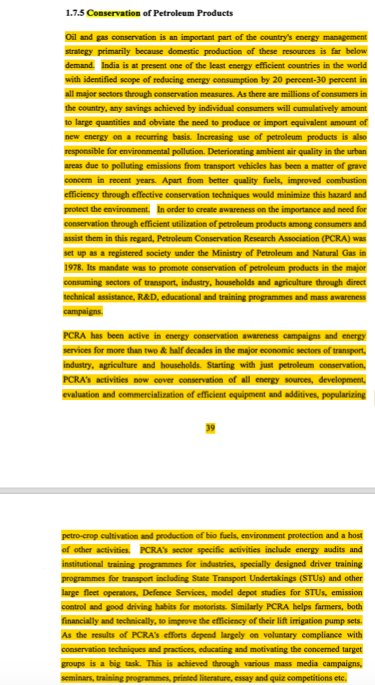 1.7.5 Conservation of Petroleum Products
Oil and gas conservation is an important part of the country's energy management
strategy primarily because domestic production of these resources is far below
demand. India is at present one of the least energy efficient countries in the world
with identified scope of reducing energy consumption by 20 percent-30 percent in
all major sectors through conservation measures. As there are millions of consumers in
the country, any savings achieved by individual consumers will cumulatively amount
to large quantities and obviate the need to produce or import equivalent amount of
new energy on a recurring basis. Increasing use of petroleum products is also
responsible for environmental pollution. Deteriorating ambient air quality in the urban
areas due to polluting emissions from transport vehicles has been a matter of grave
concern in recent years. Apart from better quality fuels, improved combustion
efficiency through effective conservation techniques would minimize this hazard and
protect the environment. In order to create awareness on the importance and need for
conservation through efficient utilization of petroleum products among consumers and
assist them in this regard, Petroleum Conservation Research Association (PCRA) was
set up as a registered society under the Ministry of Petroleum and Natural Gas in
1978. Its mandate was to promote conservation of petroleum products in the major
consuming sectors of transport, industry, households and agriculture through direct
technical assistance, R&D, educational and training programmes and mass awareness
campaigns.
PCRA has been active in energy conservation awareness campaigns and energy
services for more than two & half decades in the major economic sectors of transport,
industry, agriculture and households. Starting with just petroleum conservation,
PCRA's activities now cover conservation of all energy sources, development,
evaluation and commercialization of efficient equipment and additives, popularizing
39
petro-crop cultivation and production of bio fuels, environment protection and a host
of other activities. PCRA's sector specific activities include energy audits and
institutional training programmes for industries, specially designed driver training
programmes for transport including State Transport Undertakings (STUs) and other
large fleet operators, Defence Services, model depot studies for STUs, emission
control and good driving habits for motorists. Similarly PCRA helps farmers, both
financially and technically, to improve the efficiency of their lift irrigation pump sets.
As the results of PCRA's efforts depend largely on voluntary compliance with
conservation techniques and practices, educating and motivating the concerned target
groups is a big task. This is achieved through various mass media campaigns,
seminars, training programmes, printed literature, essay and quiz competitions etc.